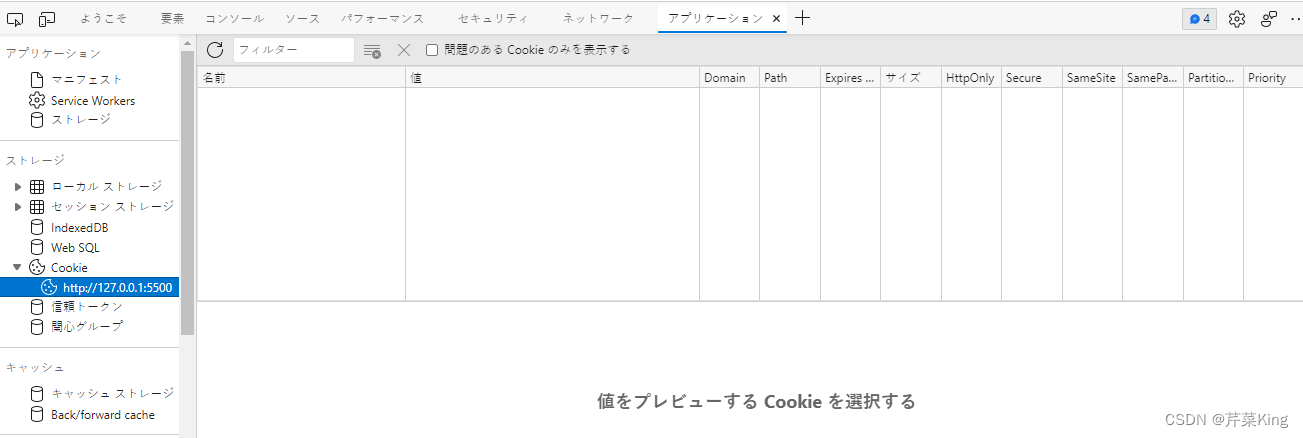 ようこそ 要素 コンソール ソース パフォーマンス セキュリティ ネットワーク アプリケーション 4
アプリケーション
マニフェスト
Service Workers
ストレージ
ストレージ
ローカル ストレージ
セッション ストレージ
IndexedDB
Web SQL
Cookie
http://127.0.0.1:5500
信頼トークン
関心グループ
キャッシュ
キャッシュ ストレージ
Back/forward cache
フィルター 問題のある Cookie のみを表示する
名前 値 Domain Path Expires ... サイズ HttpOnly Secure SameSite SamePa... Partitio... Priority
値をプレビューする Cookie を選択する
CSDN @芹菜King